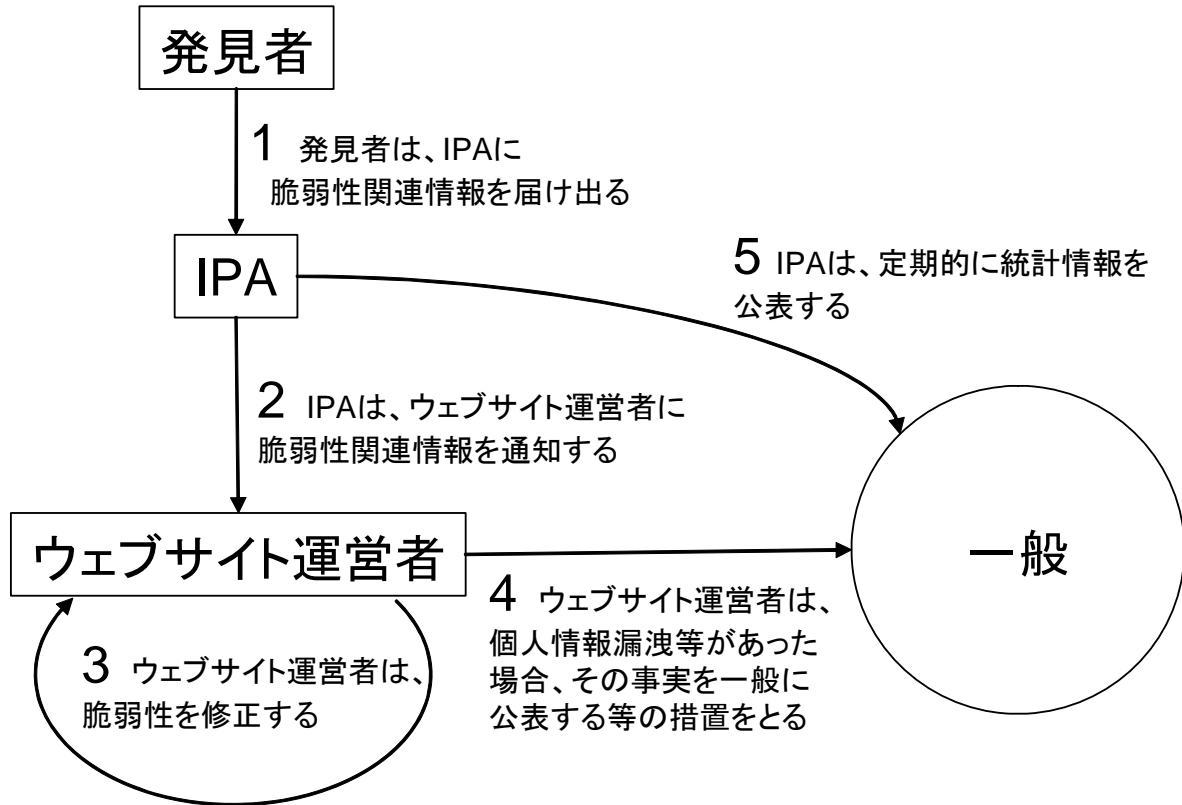 発見者
1 発見者は、IPAに
脆弱性関連情報を届け出る
IPA
5 IPAは、定期的に統計情報を
公表する
2 IPAは、ウェブサイト運営者に
脆弱性関連情報を通知する
ウェブサイト運営者
一般
4 ウェブサイト運営者は、
個人情報漏洩等があった
場合、その事実を一般に
公表する等の措置をとる
3 ウェブサイト運営者は、
脆弱性を修正する